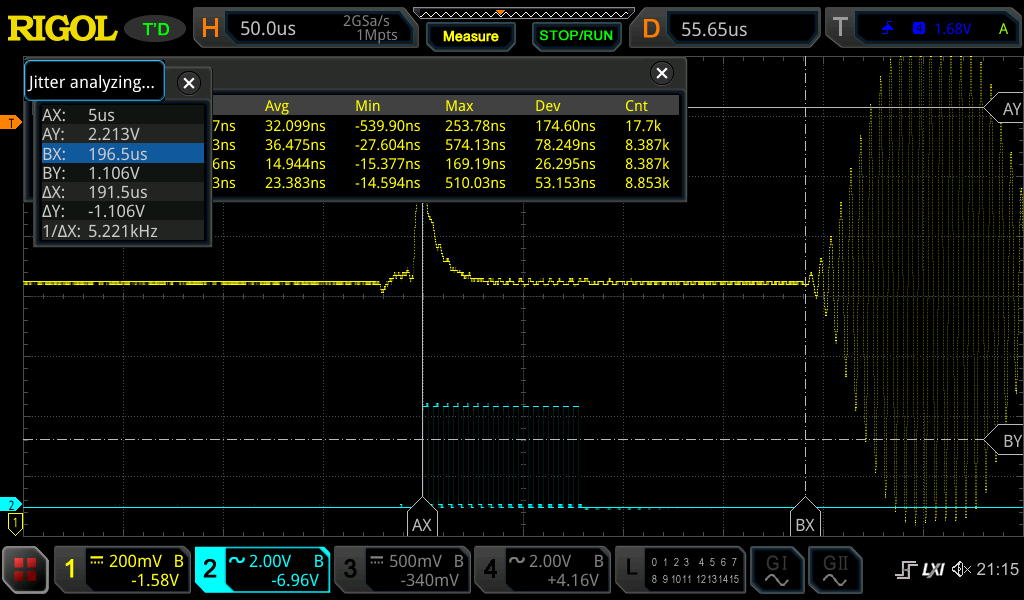 RIGOL T'D H 50.0us 2GSa/s 1Mpts Measure STOP/RUN D 55.65us T 1 1.68V A
Jitter analyzing...
Avg Min Max Dev Cnt
7ns 32.099ns -539.90ns 253.78ns 174.60ns 17.7k
3ns 36.475ns -27.604ns 574.13ns 78.249ns 8.387k
6ns 14.944ns -15.377ns 169.19ns 26.295ns 8.387k
3ns 23.383ns -14.594ns 510.03ns 53.153ns 8.853k
AX: 5us
AY: 2.213V
BX: 196.5us
BY: 1.106V
ΔX: 191.5us
ΔY: -1.106V
1/ΔX: 5.221kHz
T
AY
BY
2
1
AX BX
1 200mV B -1.58V
2 2.00V B -6.96V
3 500mV B -340mV
4 2.00V B +4.16V
L 0 1 2 3 4 5 6 7
8 9 10 11 12 13 14 15
GI GII
LXI 21:15